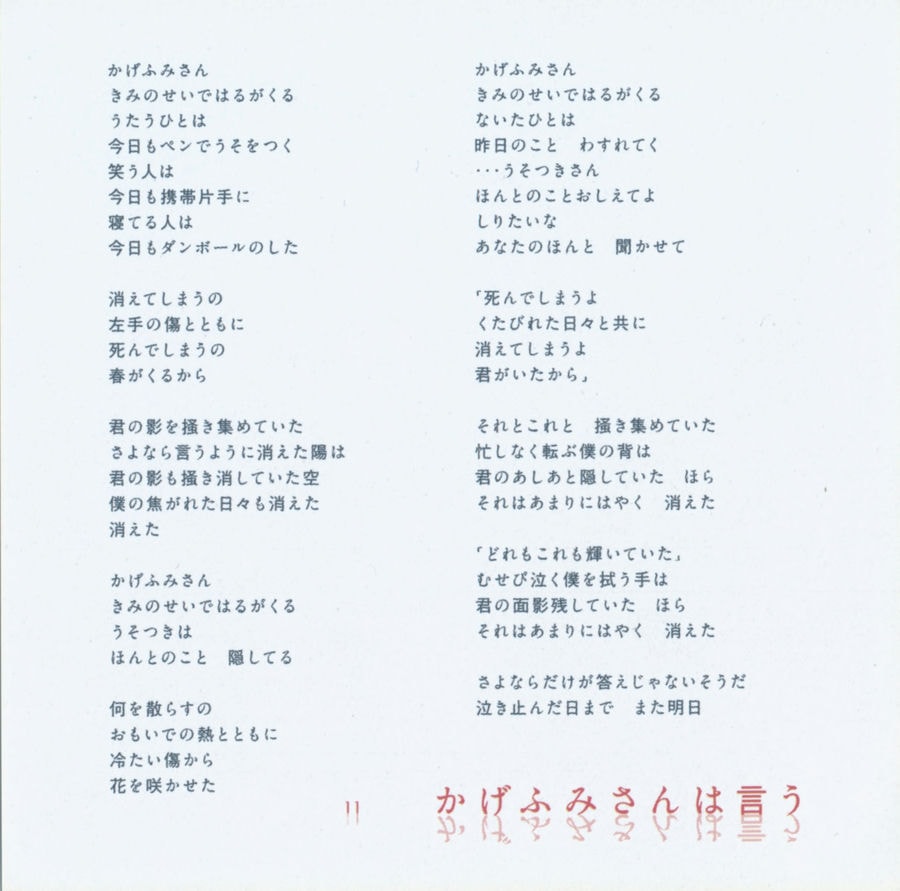 かげふみさん
きみのせいではるがくる
うたうひとは
今日もペンでうそをつく
笑う人は
今日も携帯片手に
寝てる人は
今日もダンボールのした
消えてしまうの
左手の傷とともに
死んでしまうの
春がくるから
君の影を掻き集めていた
さよなら言うように消えた陽は
君の影も掻き消していた空
僕の焦がれた日々も消えた
消えた
かげふみさん
きみのせいではるがくる
うそつきは
ほんとのこと　隠してる
何を散らすの
おもいでの熱とともに
冷たい傷から
花を咲かせた
かげふみさん
きみのせいではるがくる
ないたひとは
昨日のこと　わすれてく
･･･うそつきさん
ほんとのことおしえてよ
しりたいな
あなたのほんと　聞かせて
「死んでしまうよ
くたびれた日々と共に
消えてしまうよ
君がいたから」
それとこれと　掻き集めていた
忙しなく転ぶ僕の背は
君のあしあと隠していた　ほら
それはあまりにはやく　消えた
「どれもこれも輝いていた」
むせび泣く僕を拭う手は
君の面影残していた　ほら
それはあまりにはやく　消えた
さよならだけが答えじゃないそうだ
泣き止んだ日まで　また明日
11
かげふみさんは言う